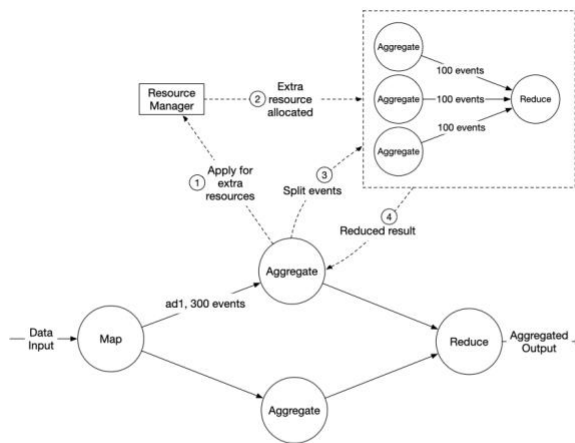 Aggregate
100 events
Resource
Manager
2
Extra
resource
allocated
Aggregate
100 events
Reduce
100 events
Aggregate
1
Apply for
extra
resources
3
Split events
4
Reduced result
Aggregate
ad1, 300 events
Data
Input
Map
Reduce
Aggregated
Output
Aggregate